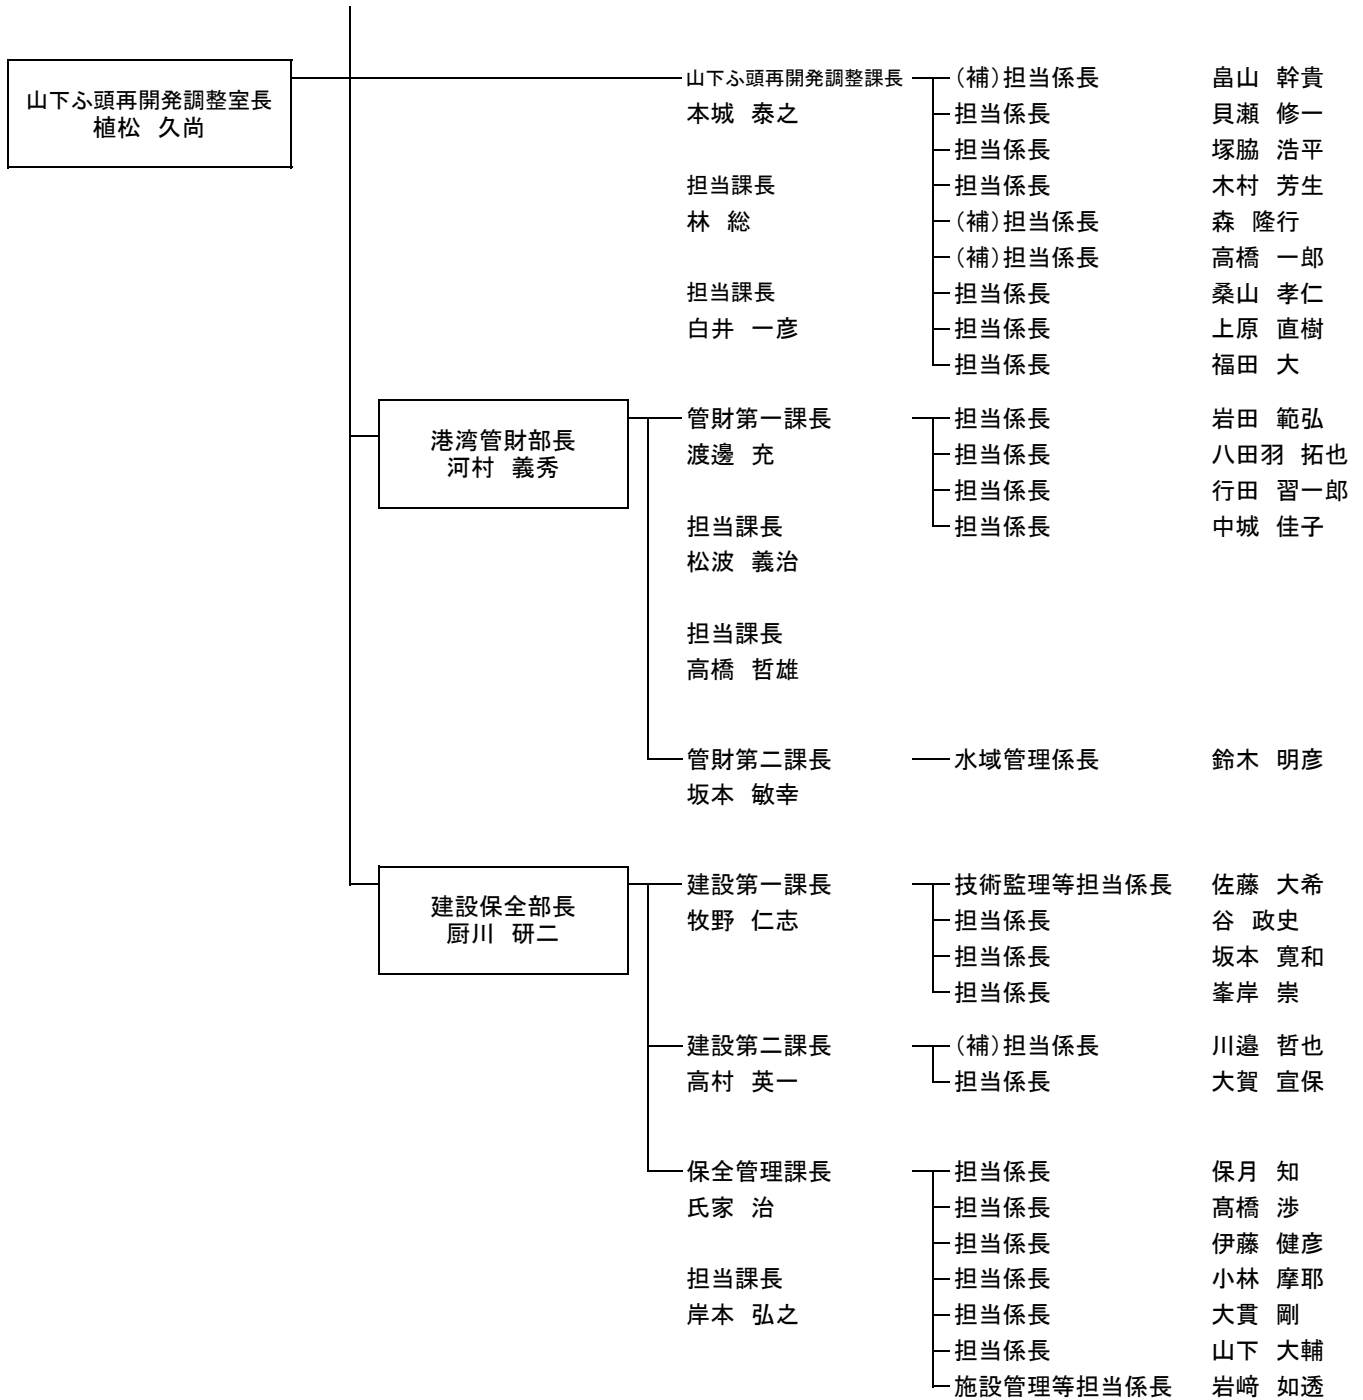 山下ふ頭再開発調整室長
植松 久尚
山下ふ頭再開発調整課長 (補)担当係長 畠山 幹貴
本城 泰之 担当係長 貝瀬 修一
担当係長 塚脇 浩平
担当課長 担当係長 木村 芳生
林 総 (補)担当係長 森 隆行
(補)担当係長 高橋 一郎
担当課長 担当係長 桑山 孝仁
白井 一彦 担当係長 上原 直樹
担当係長 福田 大
港湾管財部長
河村 義秀
管財第一課長 担当係長 岩田 範弘
渡邊 充 担当係長 八田羽 拓也
担当係長 行田 習一郎
担当課長 担当係長 中城 佳子
松波 義治
担当課長
高橋 哲雄
管財第二課長 水域管理係長 鈴木 明彦
坂本 敏幸
建設保全部長
厨川 研二
建設第一課長 技術監理等担当係長 佐藤 大希
牧野 仁志 担当係長 谷 政史
担当係長 坂本 寛和
担当係長 峯岸 崇
建設第二課長 (補)担当係長 川邉 哲也
高村 英一 担当係長 大賀 宣保
保全管理課長 担当係長 保月 知
氏家 治 担当係長 髙橋 渉
担当係長 伊藤 健彦
担当課長 担当係長 小林 摩耶
岸本 弘之 担当係長 大貫 剛
担当係長 山下 大輔
施設管理等担当係長 岩﨑 如透